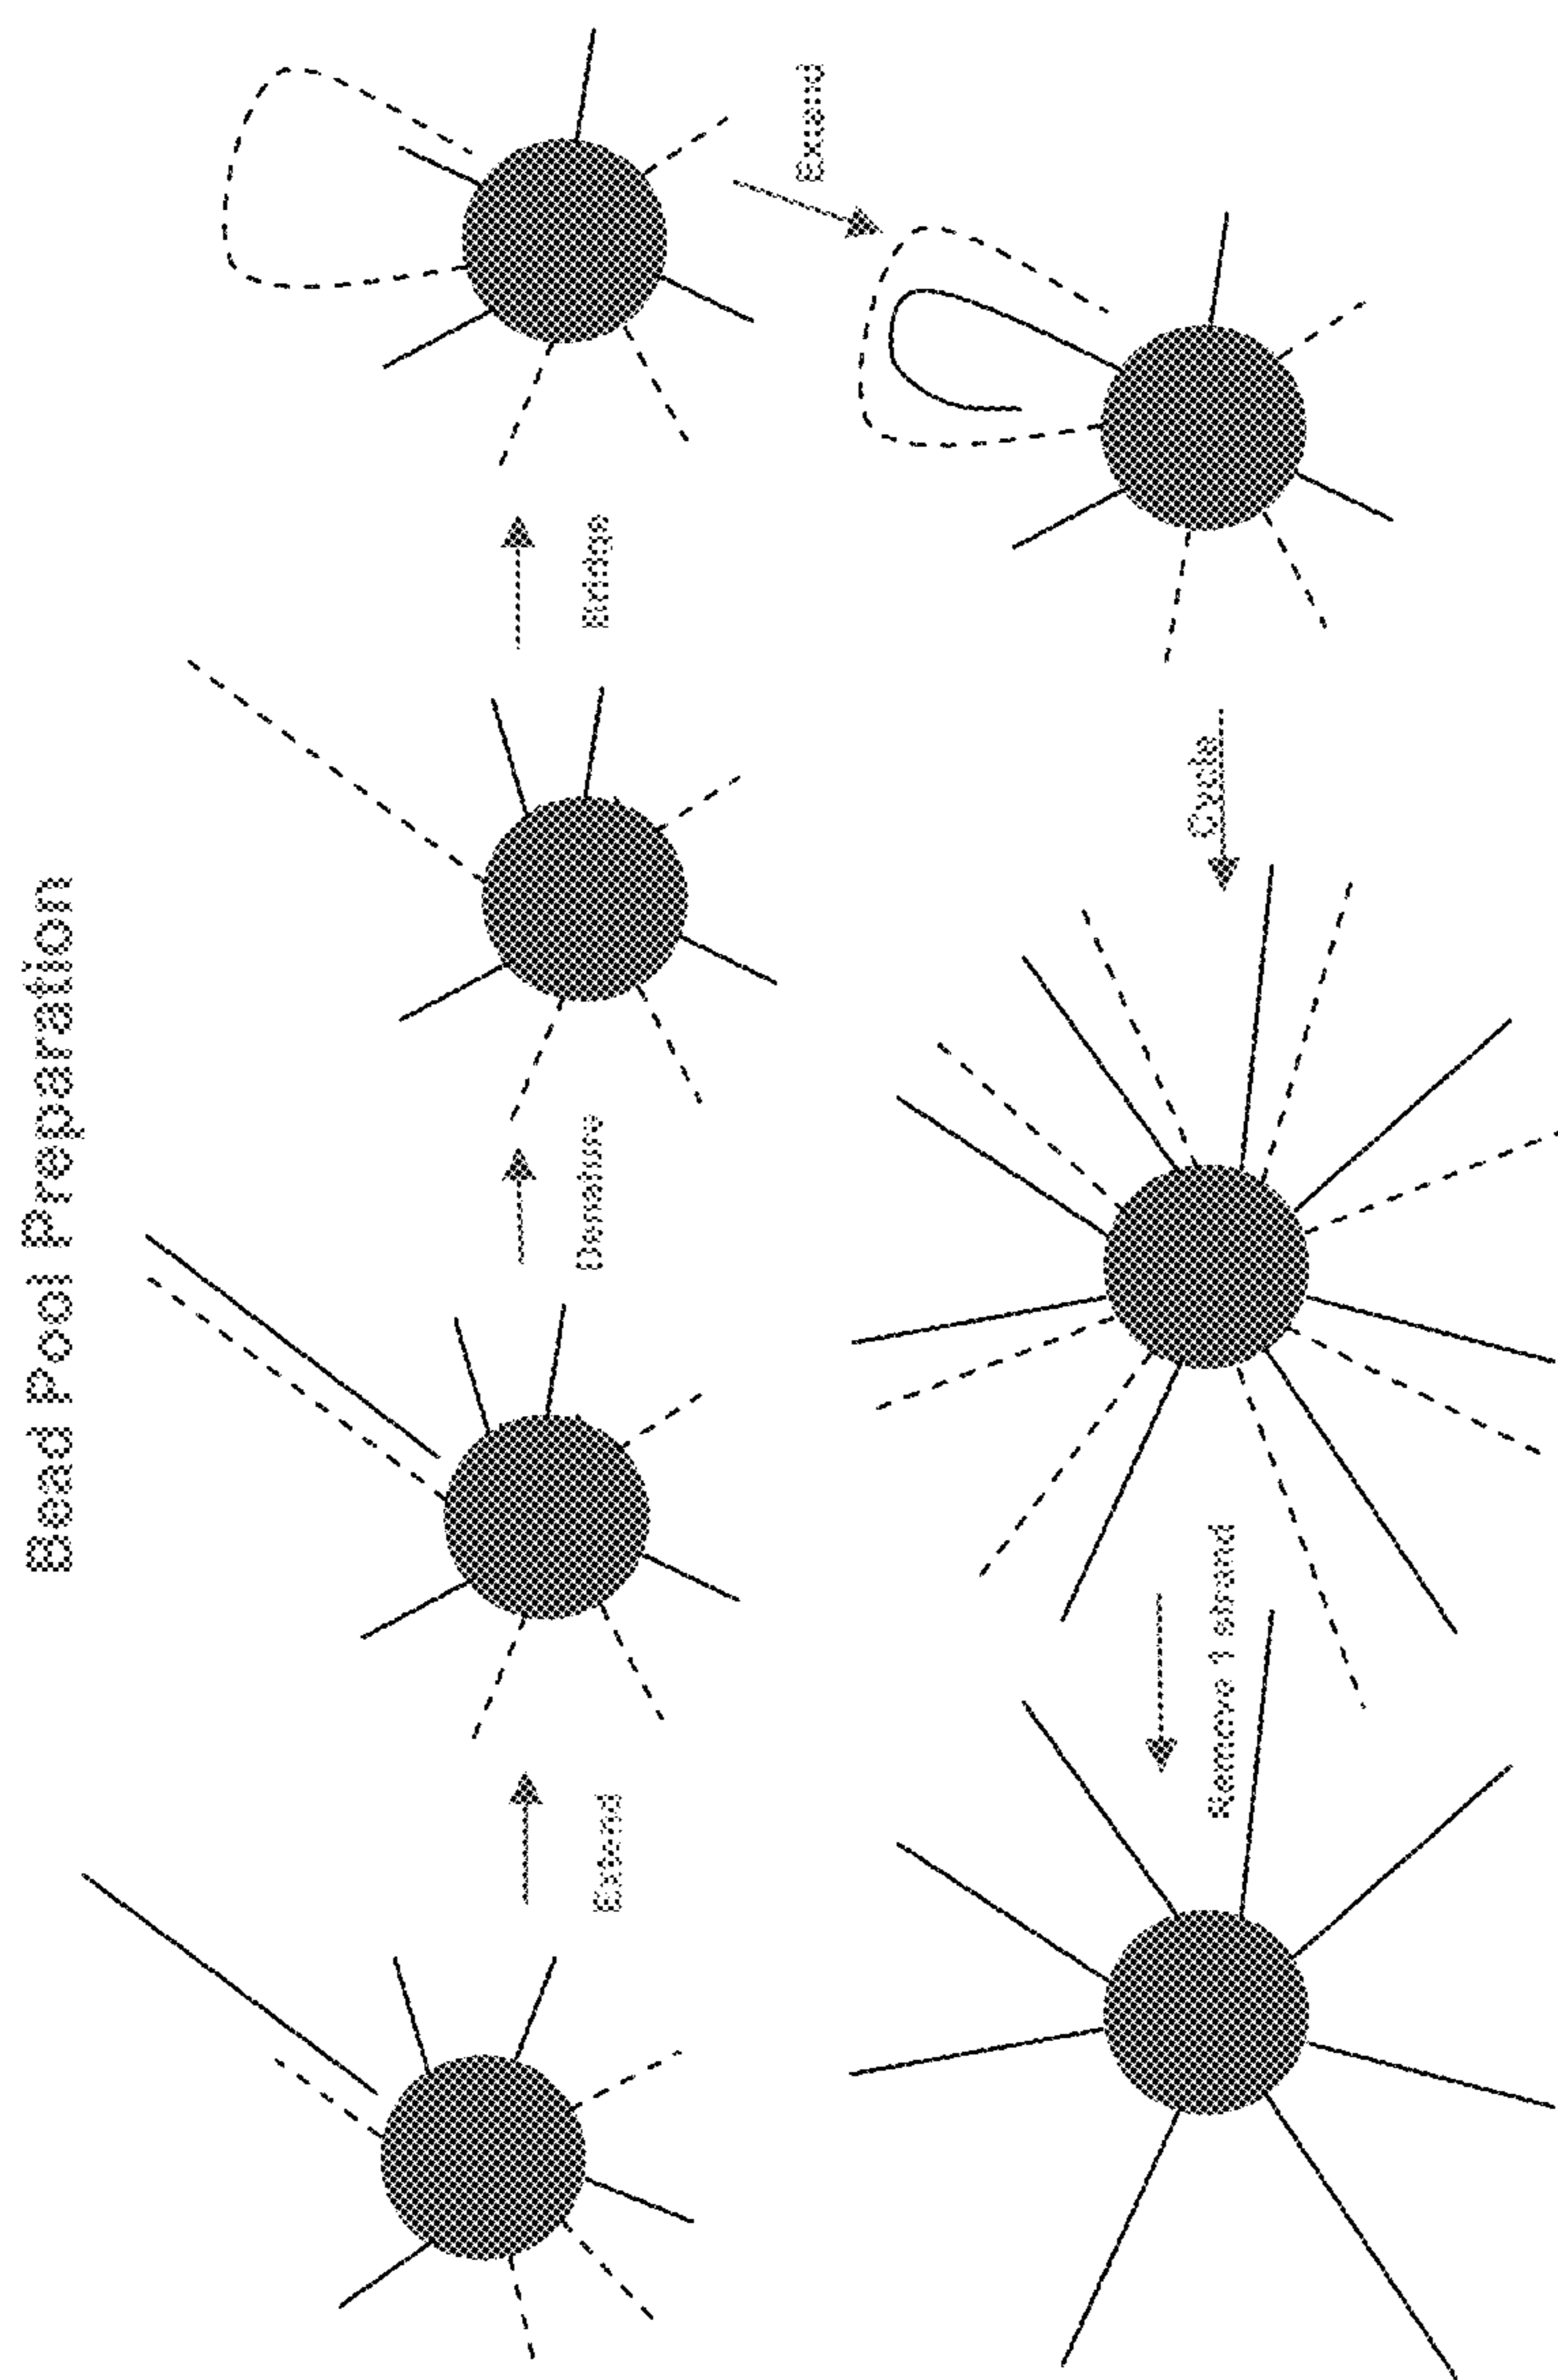 Bead Pool Preparation
Extend
Denature
Bridge
Extend
Cycle
Remove 1 strand